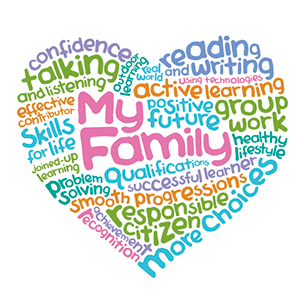 confidence
outdoor
learning
real
world
reading
and writing
talking
and listening
using technologies
active learning
effective
contributor
My
Family
positive
future
group
work
Skills
for life
healthy
lifestyle
joined-up
learning
qualifications
successful learner
problem
solving
smooth progressions
more choices
responsible
citizen
achievement
recognition